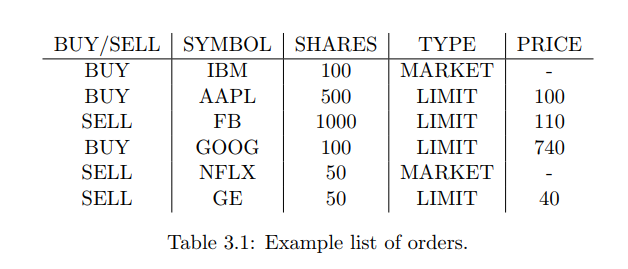 BUY/SELL SYMBOL SHARES TYPE PRICE
BUY IBM 100 MARKET -
BUY AAPL 500 LIMIT 100
SELL FB 1000 LIMIT 110
BUY GOOG 100 LIMIT 740
SELL NFLX 50 MARKET -
SELL GE 50 LIMIT 40
Table 3.1: Example list of orders.